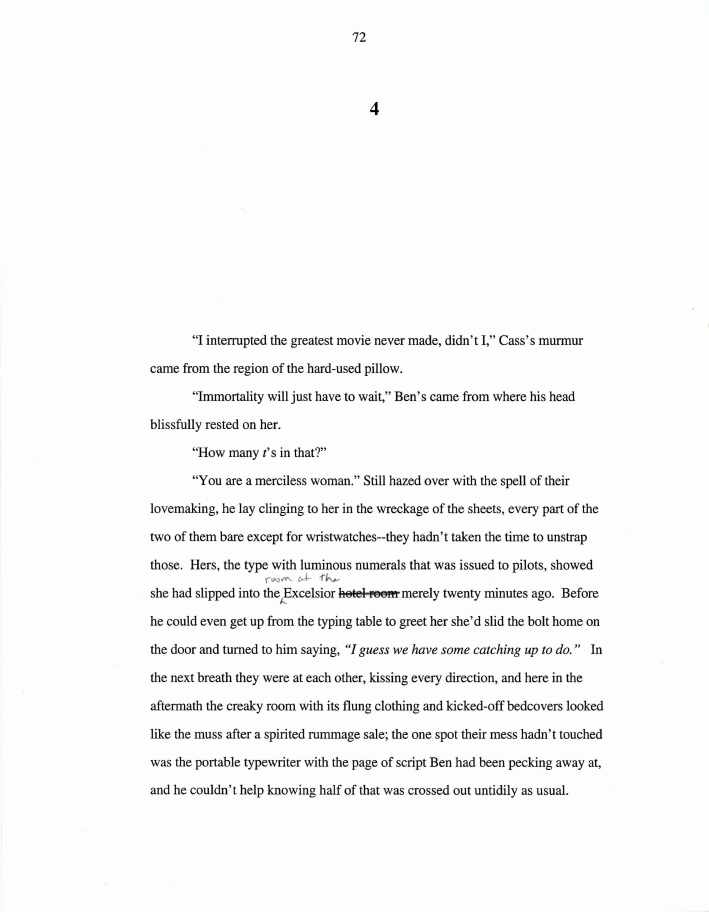 72
4
“I interrupted the greatest movie never made, didn’t I,” Cass’s murmur
came from the region of the hard-used pillow.
“Immortality will just have to wait,” Ben’s came from where his head
blissfully rested on her.
“How many t’s in that?”
“You are a merciless woman.” Still hazed over with the spell of their
lovemaking, he lay clinging to her in the wreckage of the sheets, every part of the
two of them bare except for wristwatches--they hadn’t taken the time to unstrap
those.  Hers, the type with luminous numerals that was issued to pilots, showed
room at the
she had slipped into the Excelsior hotel room merely twenty minutes ago.  Before
he could even get up from the typing table to greet her she’d slid the bolt home on
the door and turned to him saying, “I guess we have some catching up to do.”  In
the next breath they were at each other, kissing every direction, and here in the
aftermath the creaky room with its flung clothing and kicked-off bedcovers looked
like the muss after a spirited rummage sale; the one spot their mess hadn’t touched
was the portable typewriter with the page of script Ben had been pecking away at,
and he couldn’t help knowing half of that was crossed out untidily as usual.